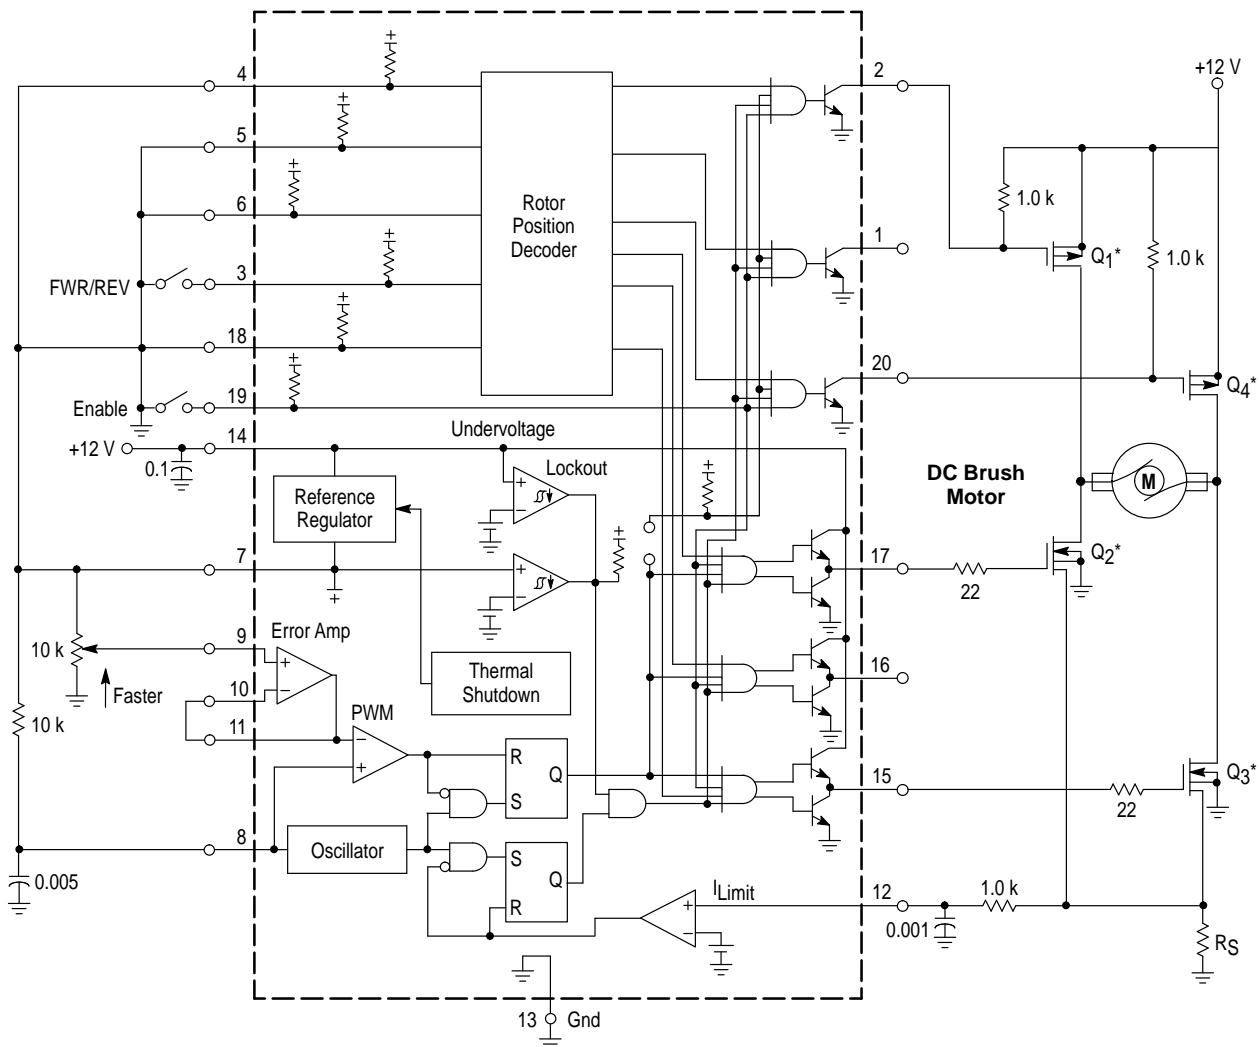 4
2
+12 V
5
1.0 k
6
Rotor
Position
Decoder
1
Q1*
1.0 k
FWR/REV
3
18
20
Q4*
Enable
19
+12 V
14
Undervoltage
0.1
Lockout
DC Brush
Motor
M
Reference
Regulator
7
17
22
Q2*
9
Error Amp
10 k
Faster
10
Thermal
Shutdown
16
10 k
11
PWM
R
Q
S
15
22
Q3*
8
Oscillator
S
Q
R
0.005
ILimit
12
1.0 k
0.001
RS
13
Gnd